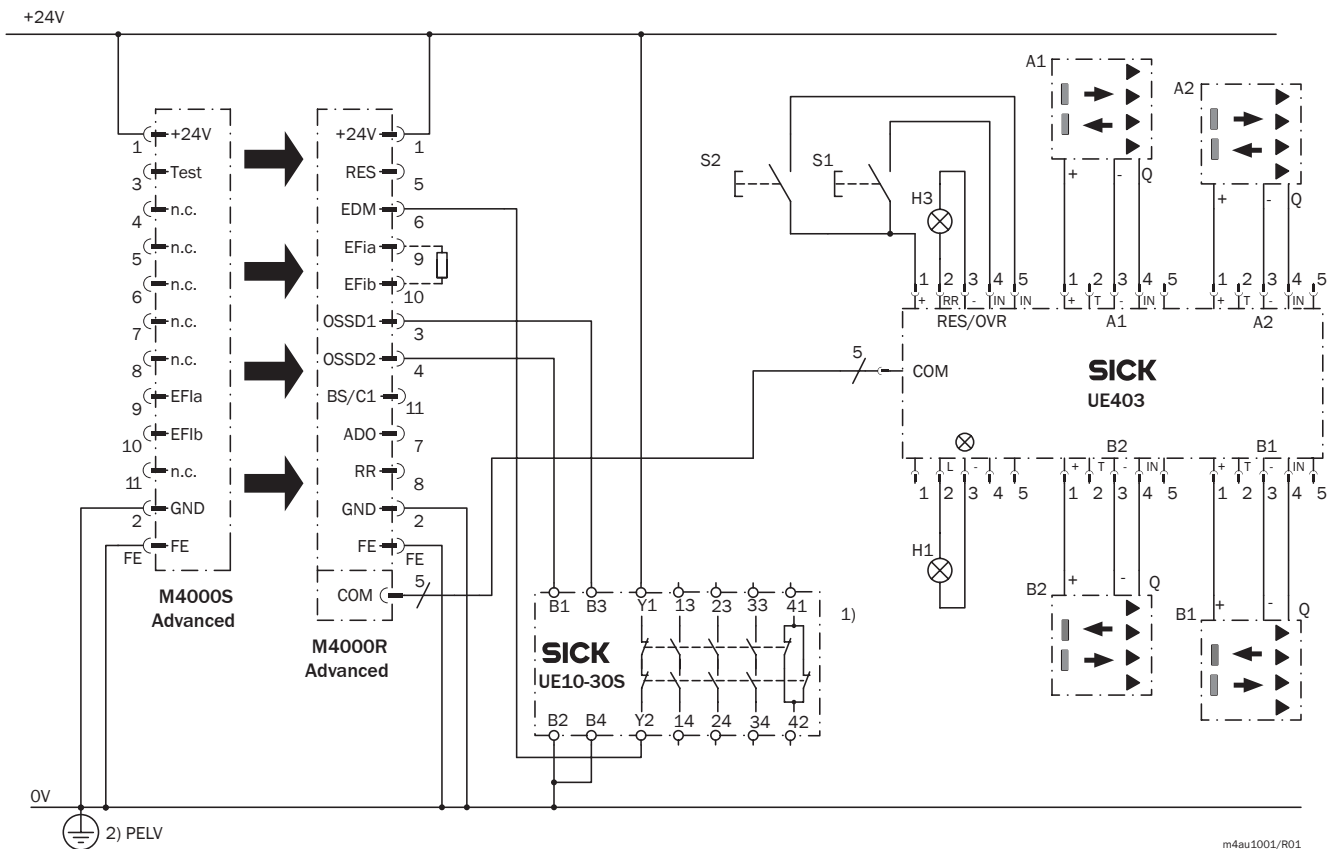 +24V
+24V
1
Test
3
n.c.
4
n.c.
5
n.c.
6
n.c.
7
n.c.
8
EFIa
9
EFIb
10
n.c.
11
GND
2
FE
FE
M4000S
Advanced
+24V
1
RES
5
EDM
6
EFia
9
EFib
10
OSSD1
3
OSSD2
4
BS/C1
11
ADO
7
RR
8
GND
2
FE
FE
COM
5
M4000R
Advanced
B1 B3 Y1 13 23 33 41
1)
SICK
UE10-3OS
B2 B4 Y2 14 24 34 42
S2
S1
H3
A1
+ - Q
A2
+ - Q
1 2 3 4 5
+ RR - IN IN
RES/OVR
1 2 3 4 5
+ T - IN
A1
1 2 3 4 5
+ T - IN
A2
5
COM
SICK
UE403
L -
1 2 3 4 5
B2
+ T - IN
1 2 3 4 5
B1
+ T - IN
1 2 3 4 5
H1
+ - Q
B2
+ - Q
B1
0V
2) PELV
m4au1001/R01